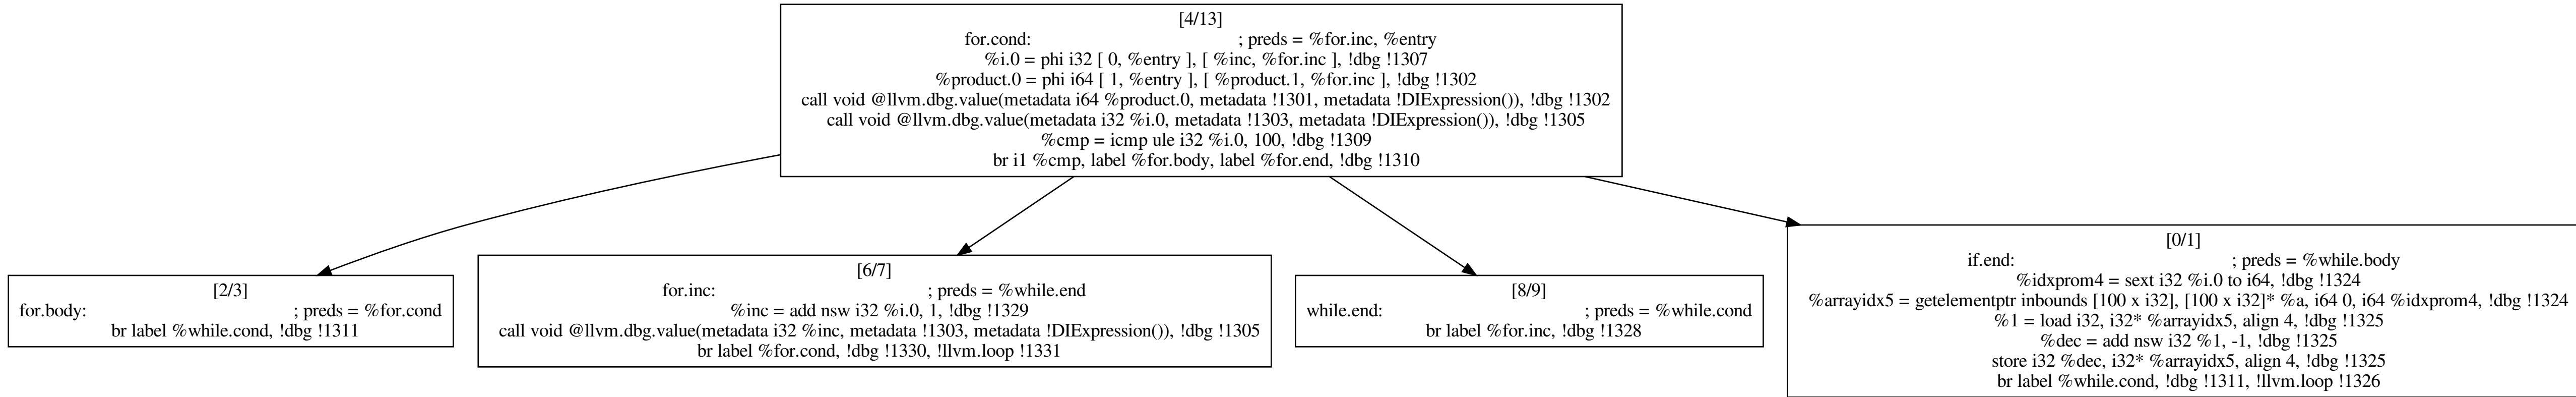 [4/13]
for.cond:                                          ; preds = %for.inc, %entry
%i.0 = phi i32 [ 0, %entry ], [ %inc, %for.inc ], !dbg !1307
%product.0 = phi i64 [ 1, %entry ], [ %product.1, %for.inc ], !dbg !1302
call void @llvm.dbg.value(metadata i64 %product.0, metadata !1301, metadata !DIExpression()), !dbg !1302
call void @llvm.dbg.value(metadata i32 %i.0, metadata !1303, metadata !DIExpression()), !dbg !1305
%cmp = icmp ule i32 %i.0, 100, !dbg !1309
br i1 %cmp, label %for.body, label %for.end, !dbg !1310
[2/3]
for.body:                                          ; preds = %for.cond
br label %while.cond, !dbg !1311
[6/7]
for.inc:                                           ; preds = %while.end
%inc = add nsw i32 %i.0, 1, !dbg !1329
call void @llvm.dbg.value(metadata i32 %inc, metadata !1303, metadata !DIExpression()), !dbg !1305
br label %for.cond, !dbg !1330, !llvm.loop !1331
[8/9]
while.end:                                         ; preds = %while.cond
br label %for.inc, !dbg !1328
[0/1]
if.end:                                            ; preds = %while.body
%idxprom4 = sext i32 %i.0 to i64, !dbg !1324
%arrayidx5 = getelementptr inbounds [100 x i32], [100 x i32]* %a, i64 0, i64 %idxprom4, !dbg !1324
%1 = load i32, i32* %arrayidx5, align 4, !dbg !1325
%dec = add nsw i32 %1, -1, !dbg !1325
store i32 %dec, i32* %arrayidx5, align 4, !dbg !1325
br label %while.cond, !dbg !1311, !llvm.loop !1326